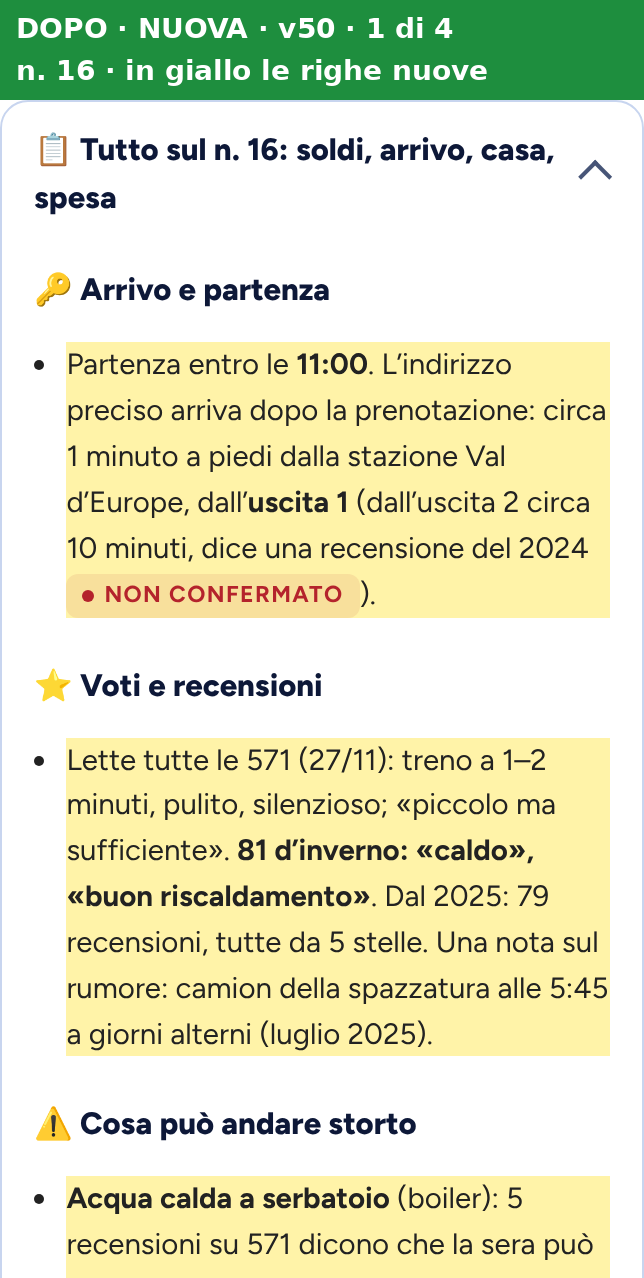 DOPO · NUOVA · v50 · 1 di 4
n. 16 · in giallo le righe nuove
📋 Tutto sul n. 16: soldi, arrivo, casa,
spesa
🔑 Arrivo e partenza
• Partenza entro le 11:00. L’indirizzo
preciso arriva dopo la prenotazione: circa
1 minuto a piedi dalla stazione Val
d’Europe, dall’uscita 1 (dall’uscita 2 circa
10 minuti, dice una recensione del 2024
● NON CONFERMATO ).
⭐ Voti e recensioni
• Lette tutte le 571 (27/11): treno a 1–2
minuti, pulito, silenzioso; «piccolo ma
sufficiente». 81 d’inverno: «caldo»,
«buon riscaldamento». Dal 2025: 79
recensioni, tutte da 5 stelle. Una nota sul
rumore: camion della spazzatura alle 5:45
a giorni alterni (luglio 2025).
⚠️ Cosa può andare storto
• Acqua calda a serbatoio (boiler): 5
recensioni su 571 dicono che la sera può